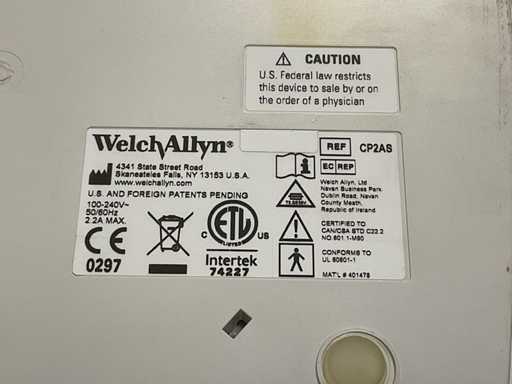 CAUTION
U.S. Federal law restricts
this device to sale by or on
the order of a physician
WelchAllyn®
4341 State Street Road
Skaneateles Falls, NY 13153 U.S.A.
www.welchallyn.com
U.S. AND FOREIGN PATENTS PENDING
100-240V~
50/60Hz
2.2A MAX.
CE
0297
C ETL US
LISTED
Intertek
74227
REF CP2AS
EC REP
Welch Allyn, Ltd
Navan Business Park
Dublin Road, Navan
County Meath,
Republic of Ireland
CERTIFIED TO
CAN/CSA STD C22.2
NO.601.1-M90
CONFORMS TO
UL 60601-1
MAT'L # 401478